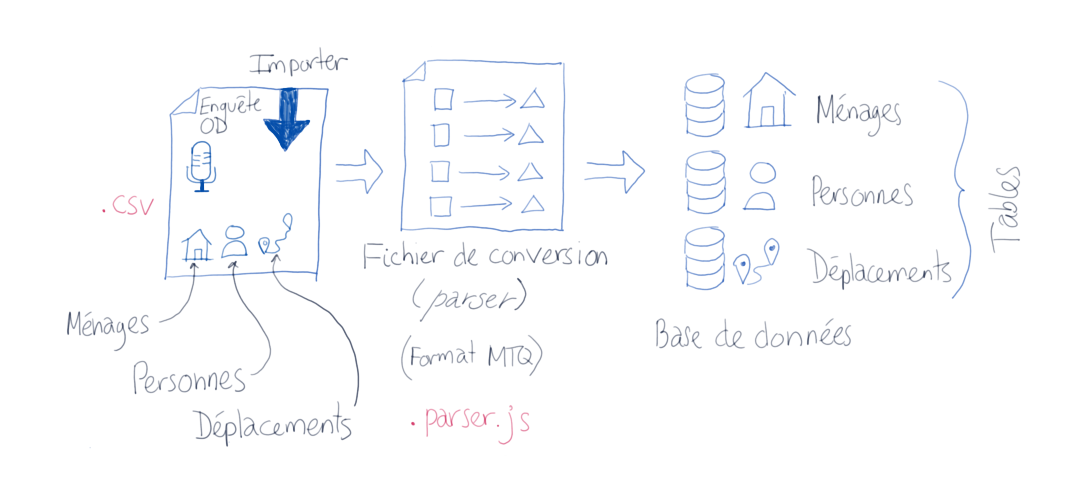 Importer
Enquête
OD
.csv
Ménages
Personnes
Déplacements
Fichier de conversion
(parser)
(Format MTQ)
.parser.js
Ménages
Personnes
Déplacements
Tables
Base de données